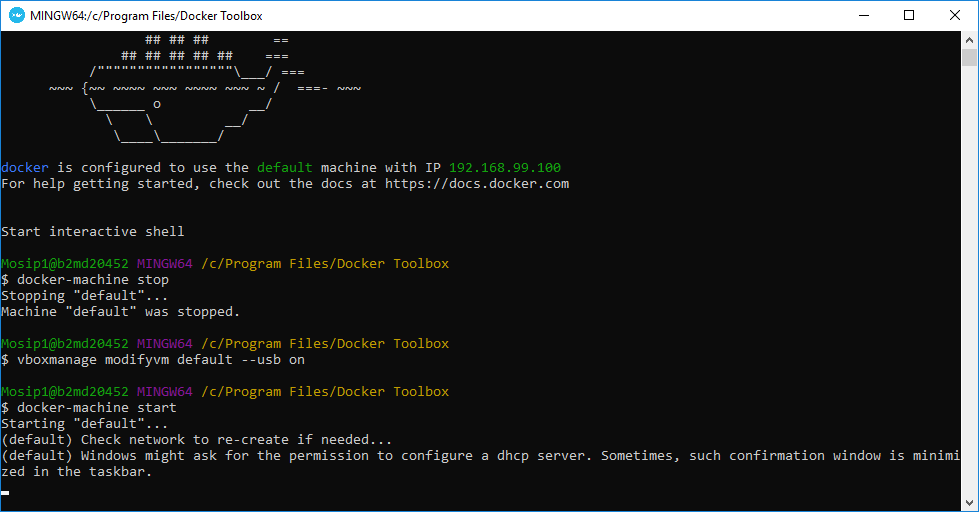 MINGW64:/c/Program Files/Docker Toolbox
                  ## ## ##        ==
               ## ## ## ## ##    ===
           /"""""""""""""""""\___/ ===
      ~~~ {~~ ~~~~ ~~~ ~~~~ ~~~ ~ /  ===- ~~~
           \______ o           __/
             \    \         __/
              \____\_______/
docker is configured to use the default machine with IP 192.168.99.100
For help getting started, check out the docs at https://docs.docker.com
Start interactive shell
Mosip1@b2md20452 MINGW64 /c/Program Files/Docker Toolbox
$ docker-machine stop
Stopping "default"...
Machine "default" was stopped.
Mosip1@b2md20452 MINGW64 /c/Program Files/Docker Toolbox
$ vboxmanage modifyvm default --usb on
Mosip1@b2md20452 MINGW64 /c/Program Files/Docker Toolbox
$ docker-machine start
Starting "default"...
(default) Check network to re-create if needed...
(default) Windows might ask for the permission to configure a dhcp server. Sometimes, such confirmation window is minimi
zed in the taskbar.